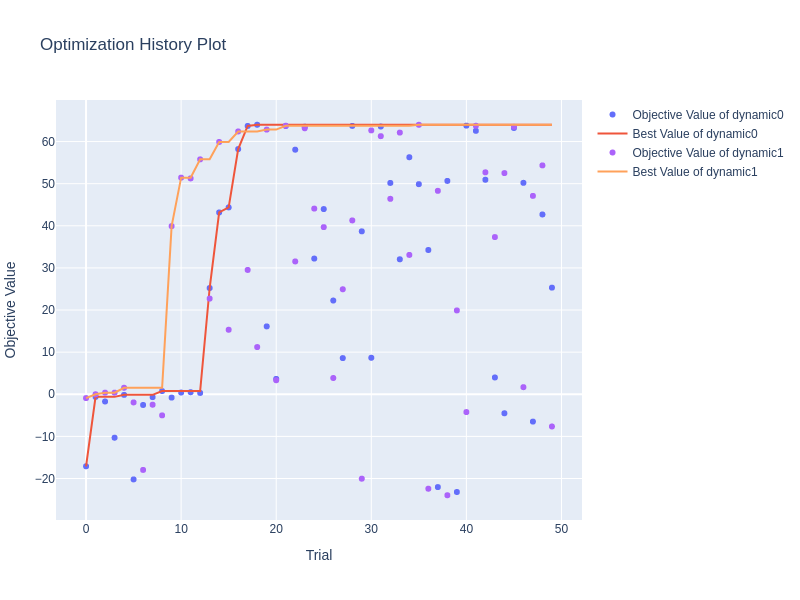 Optimization History Plot
Objective Value of dynamic0
Best Value of dynamic0
Objective Value of dynamic1
Best Value of dynamic1
Objective Value
60
50
40
30
20
10
0
−10
−20
0 10 20 30 40 50
Trial